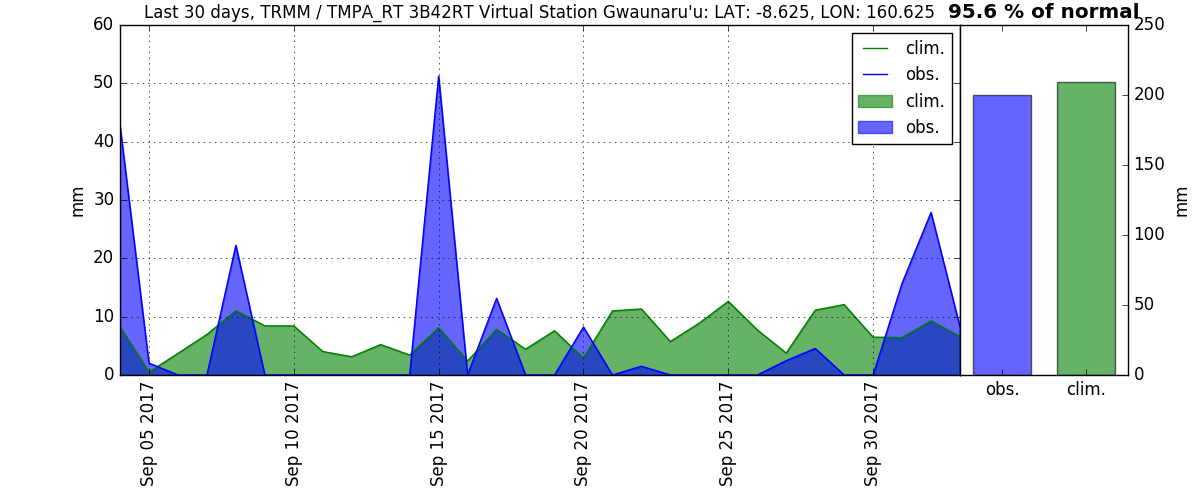 Last 30 days, TRMM / TMPA_RT 3B42RT Virtual Station Gwaunaru'u: LAT: -8.625, LON: 160.625
95.6 % of normal
60
50
40
30
20
10
0
mm
clim.
obs.
clim.
obs.
Sep 05 2017
Sep 10 2017
Sep 15 2017
Sep 20 2017
Sep 25 2017
Sep 30 2017
250
200
150
100
50
0
mm
obs.
clim.